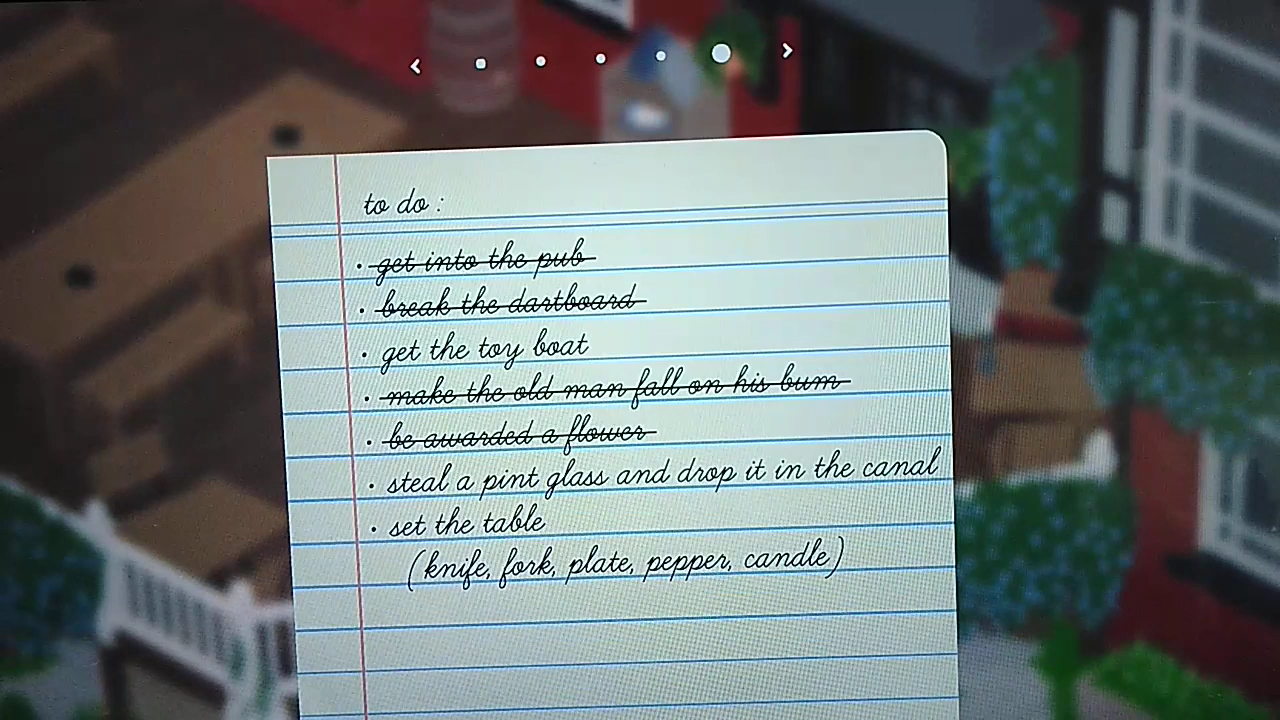 to do :
· get into the pub
· break the dartboard
· get the toy boat
· make the old man fall on his bum
· be awarded a flower
· steal a pint glass and drop it in the canal
· set the table
(knife, fork, plate, pepper, candle)